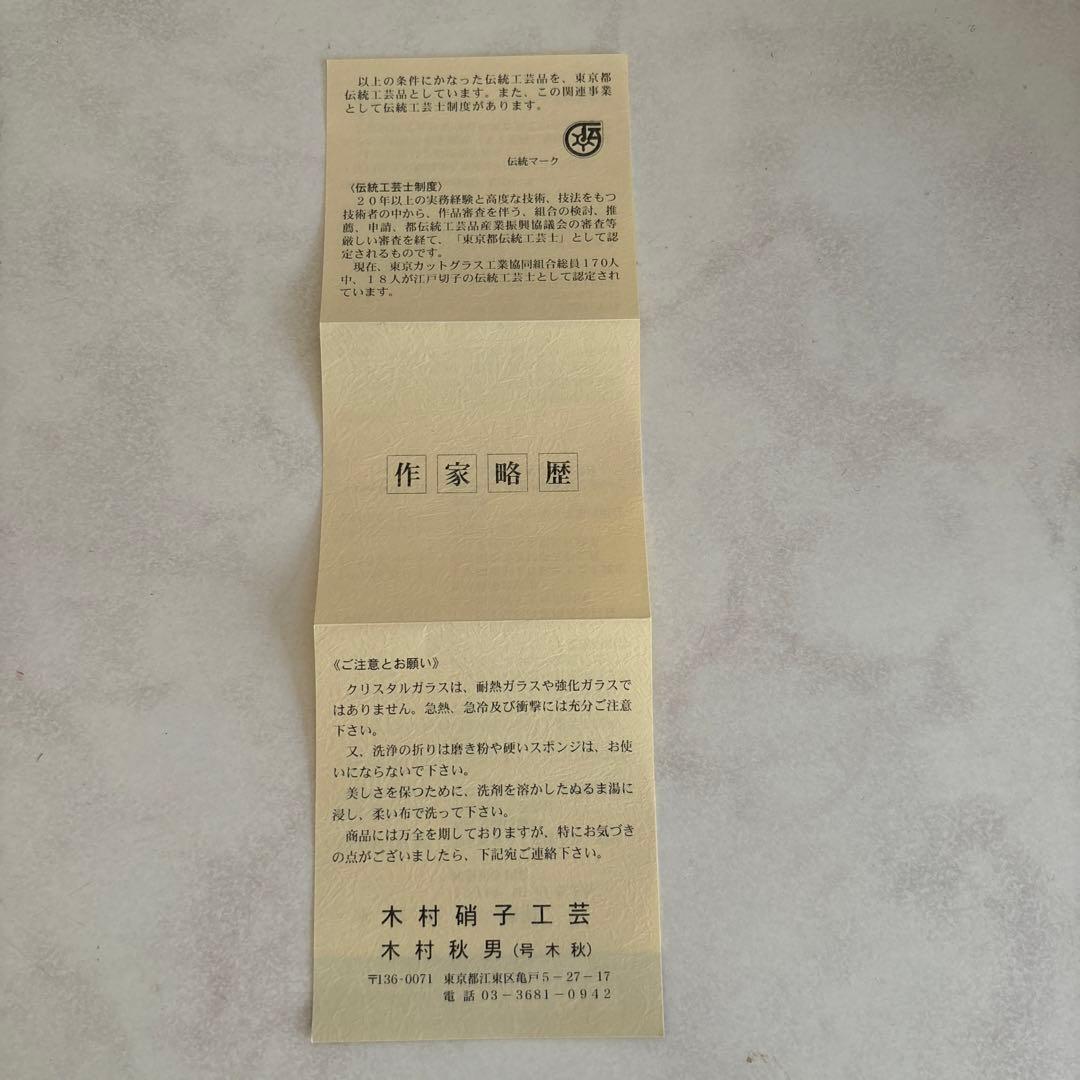 以上の条件にかなった伝統工芸品を、東京都
伝統工芸品としています。また、この関連事業
として伝統工芸士制度があります。
伝
伝統マーク
〈伝統工芸士制度〉
２０年以上の実務経験と高度な技術、技法をもつ
技術者の中から、作品審査を伴う、組合の検討、推
薦、申請、都伝統工芸品産業振興協議会の審査等
厳しい審査を経て、「東京都伝統工芸士」として認
定されるものです。
現在、東京カットグラス工業協同組合総員170人
中、１８人が江戸切子の伝統工芸士として認定され
ています。
作家略歴
《ご注意とお願い》
クリスタルガラスは、耐熱ガラスや強化ガラスで
はありません。急熱、急冷及び衝撃には充分ご注意
下さい。
又、洗浄の折りは磨き粉や硬いスポンジは、お使
いにならないで下さい。
美しさを保つために、洗剤を溶かしたぬるま湯に
浸し、柔い布で洗って下さい。
商品には万全を期しておりますが、特にお気づき
の点がございましたら、下記宛ご連絡下さい。
木村硝子工芸
木村秋男（号木秋）
〒136-0071 東京都江東区亀戸５－27－17
電話 03－3681－0942